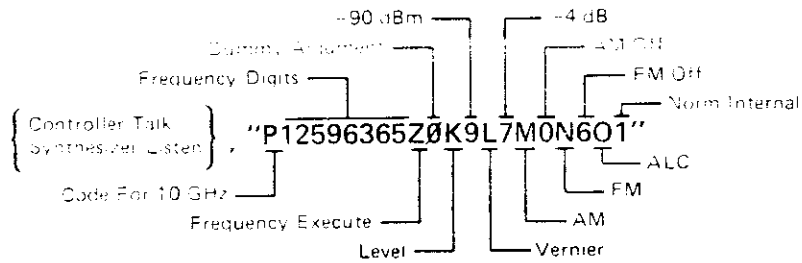 -90 dBm
-4 dB
Dummy Argument
AM Off
Frequency Digits
FM Off
Norm Internal
Controller Talk
Synthesizer Listen
, "P12596365Z0K9L7M0N6O1"
ALC
Code For 10 GHz
FM
Frequency Execute
AM
Level
Vernier